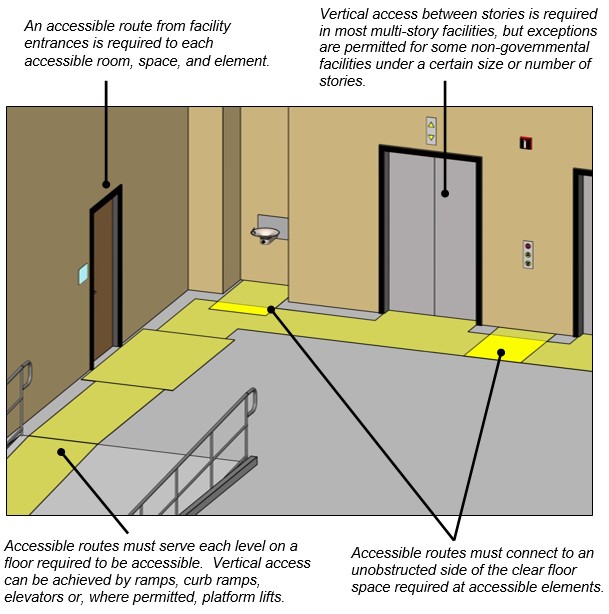 An accessible route from facility
entrances is required to each
accessible room, space, and element.
Vertical access between stories is required
in most multi-story facilities, but exceptions
are permitted for some non-governmental
facilities under a certain size or number of
stories.
Accessible routes must serve each level on a
floor required to be accessible.  Vertical access
can be achieved by ramps, curb ramps,
elevators or, where permitted, platform lifts.
Accessible routes must connect to an
unobstructed side of the clear floor
space required at accessible elements.